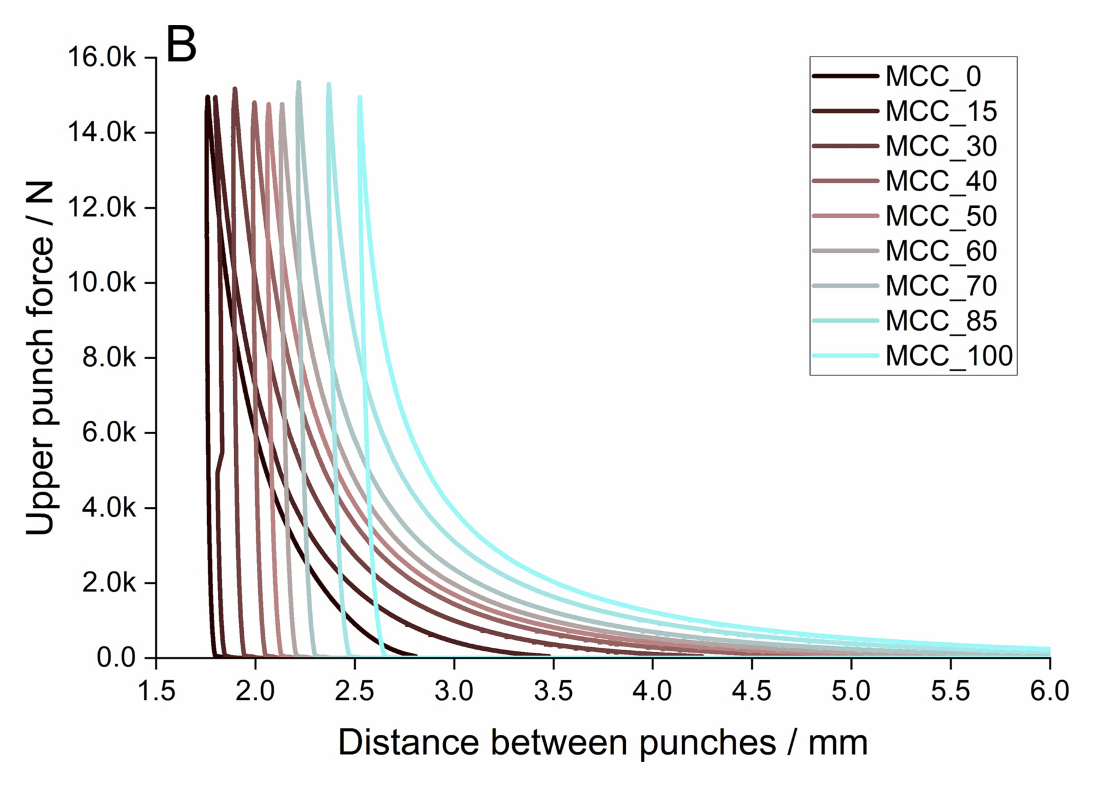 B
16.0k
14.0k
12.0k
10.0k
8.0k
6.0k
4.0k
2.0k
0.0
Upper punch force / N
MCC_0
MCC_15
MCC_30
MCC_40
MCC_50
MCC_60
MCC_70
MCC_85
MCC_100
1.5 2.0 2.5 3.0 3.5 4.0 4.5 5.0 5.5 6.0
Distance between punches / mm